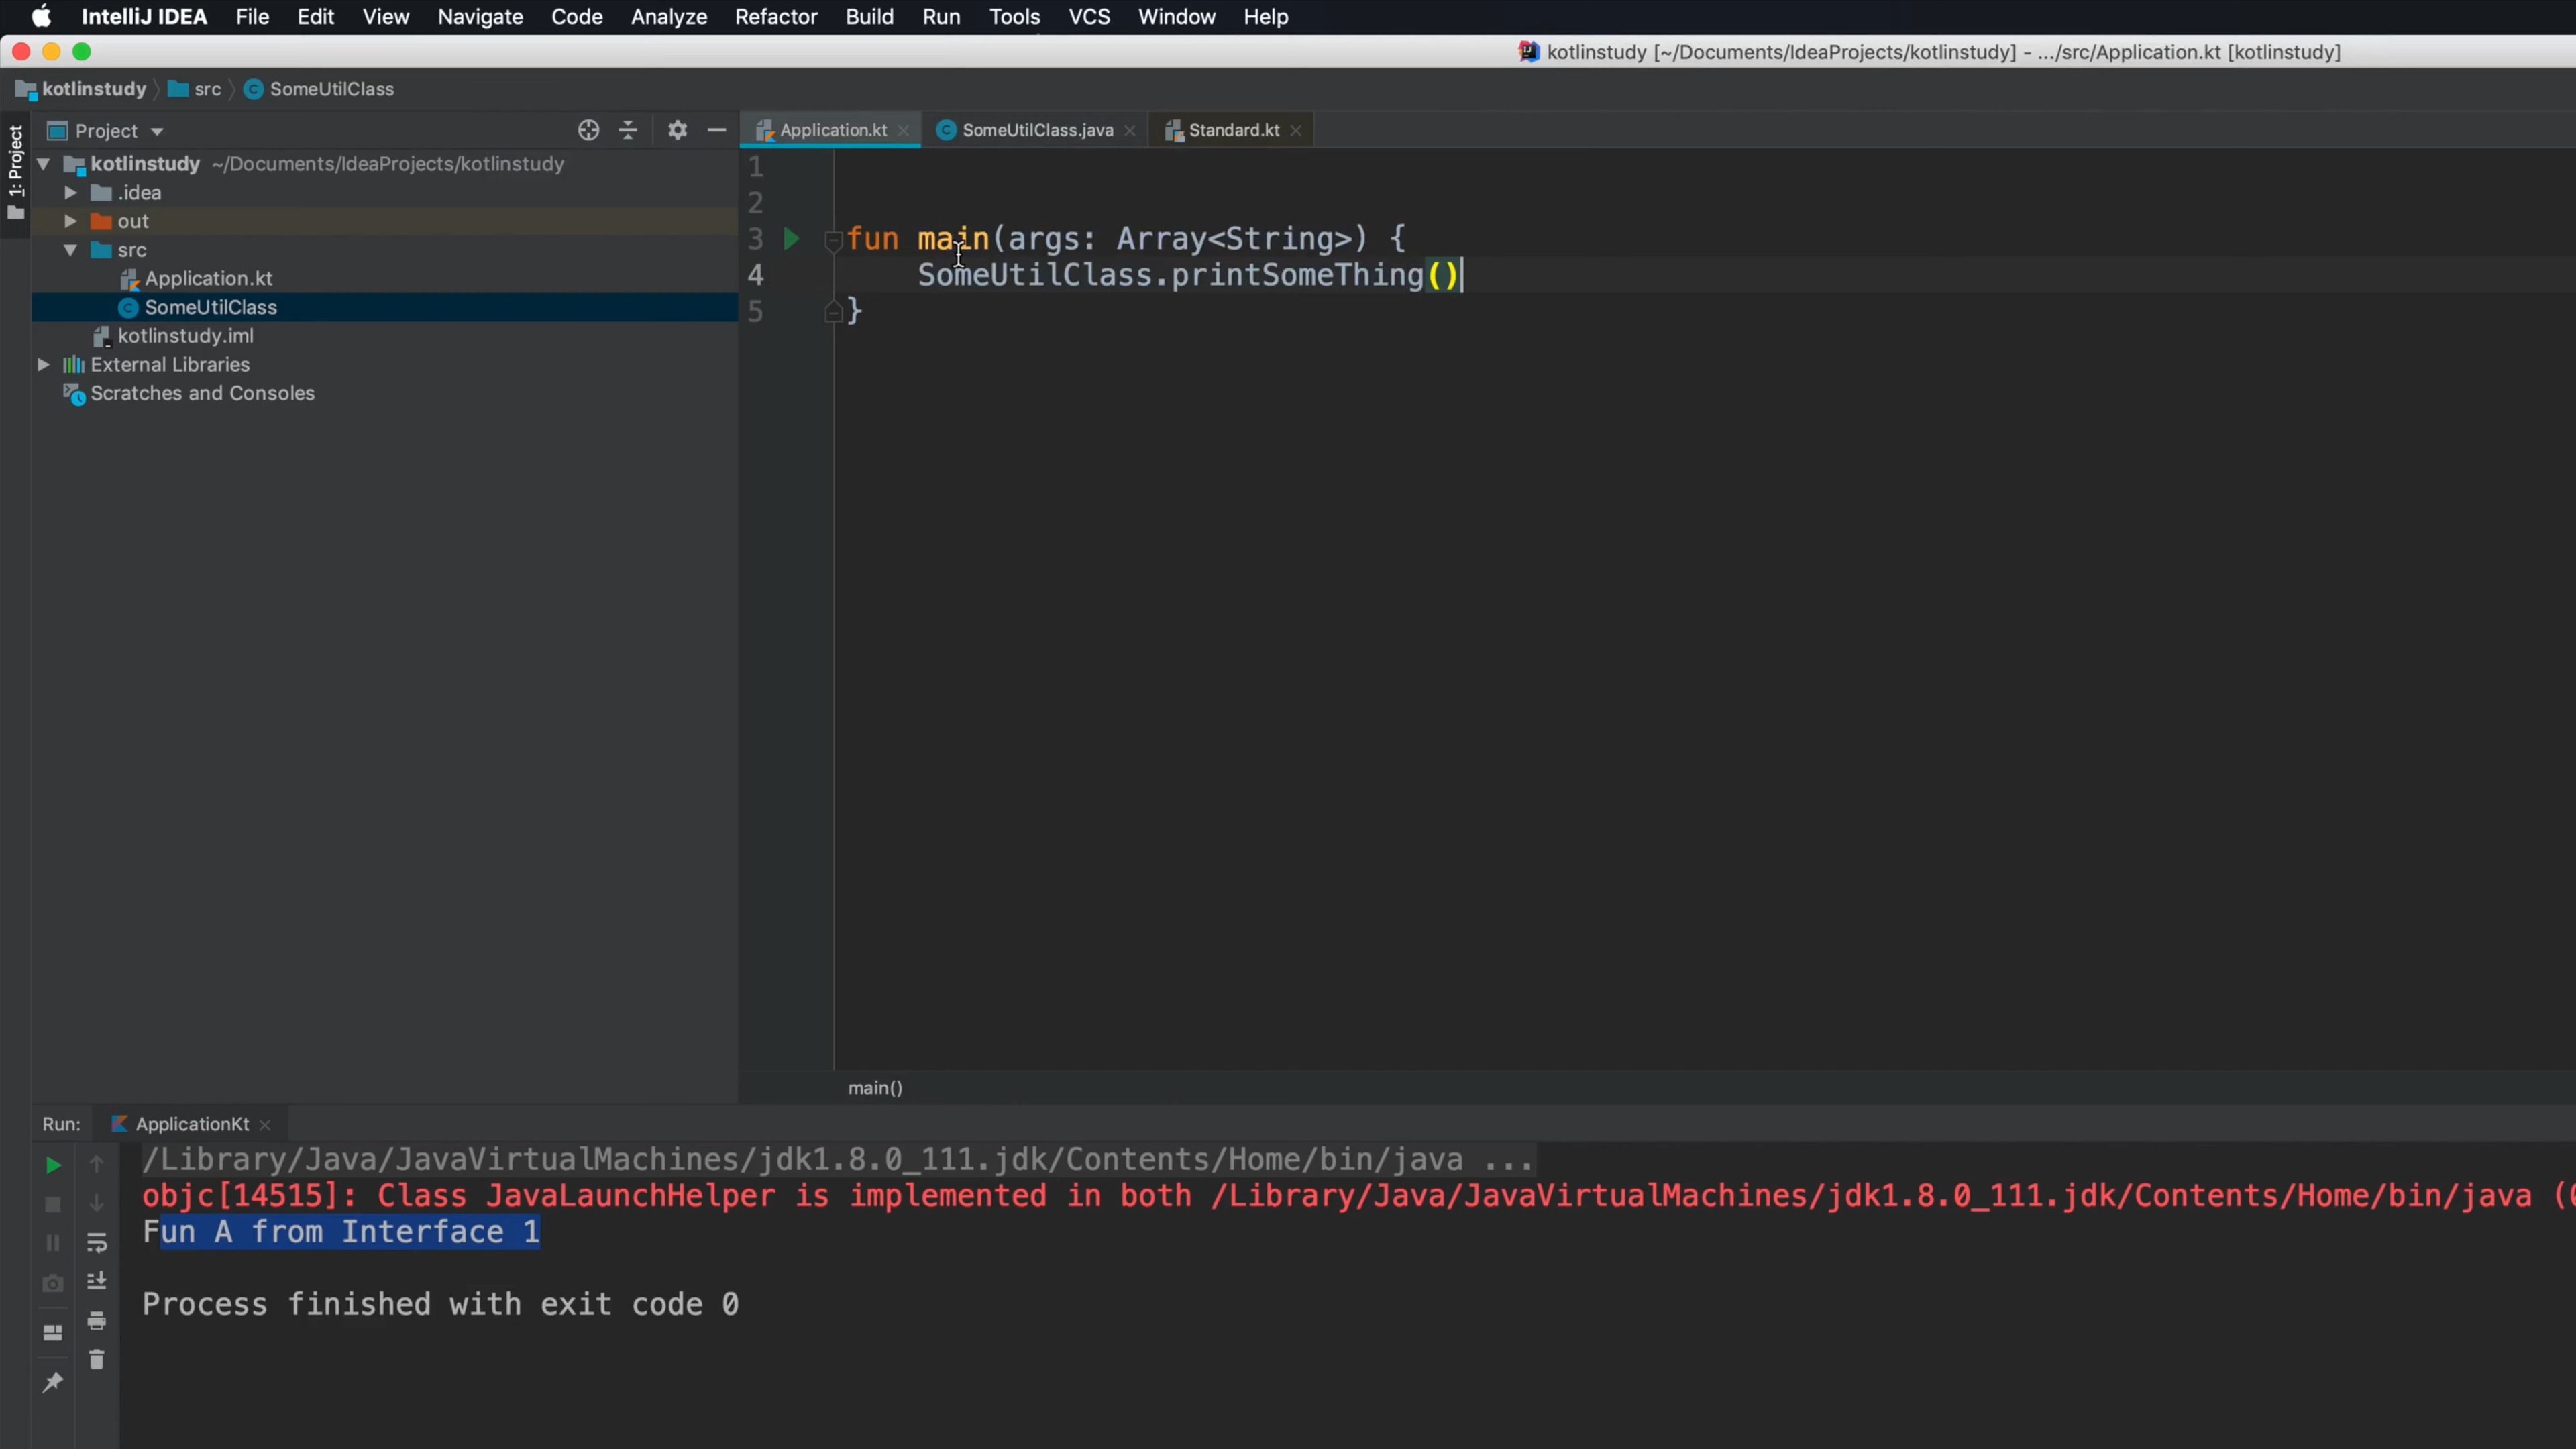 IntelliJ IDEA File Edit View Navigate Code Analyze Refactor Build Run Tools VCS Window Help
kotlinstudy [~/Documents/IdeaProjects/kotlinstudy] - .../src/Application.kt [kotlinstudy]
kotlinstudy src SomeUtilClass
1: Project
Project
kotlinstudy ~/Documents/IdeaProjects/kotlinstudy
.idea
out
src
Application.kt
SomeUtilClass
kotlinstudy.iml
External Libraries
Scratches and Consoles
Application.kt SomeUtilClass.java Standard.kt
1
2
3 fun main(args: Array<String>) {
4 SomeUtilClass.printSomeThing()
5 }
main()
Run: ApplicationKt
/Library/Java/JavaVirtualMachines/jdk1.8.0_111.jdk/Contents/Home/bin/java ...
objc[14515]: Class JavaLaunchHelper is implemented in both /Library/Java/JavaVirtualMachines/jdk1.8.0_111.jdk/Contents/Home/bin/java (
Fun A from Interface 1
Process finished with exit code 0